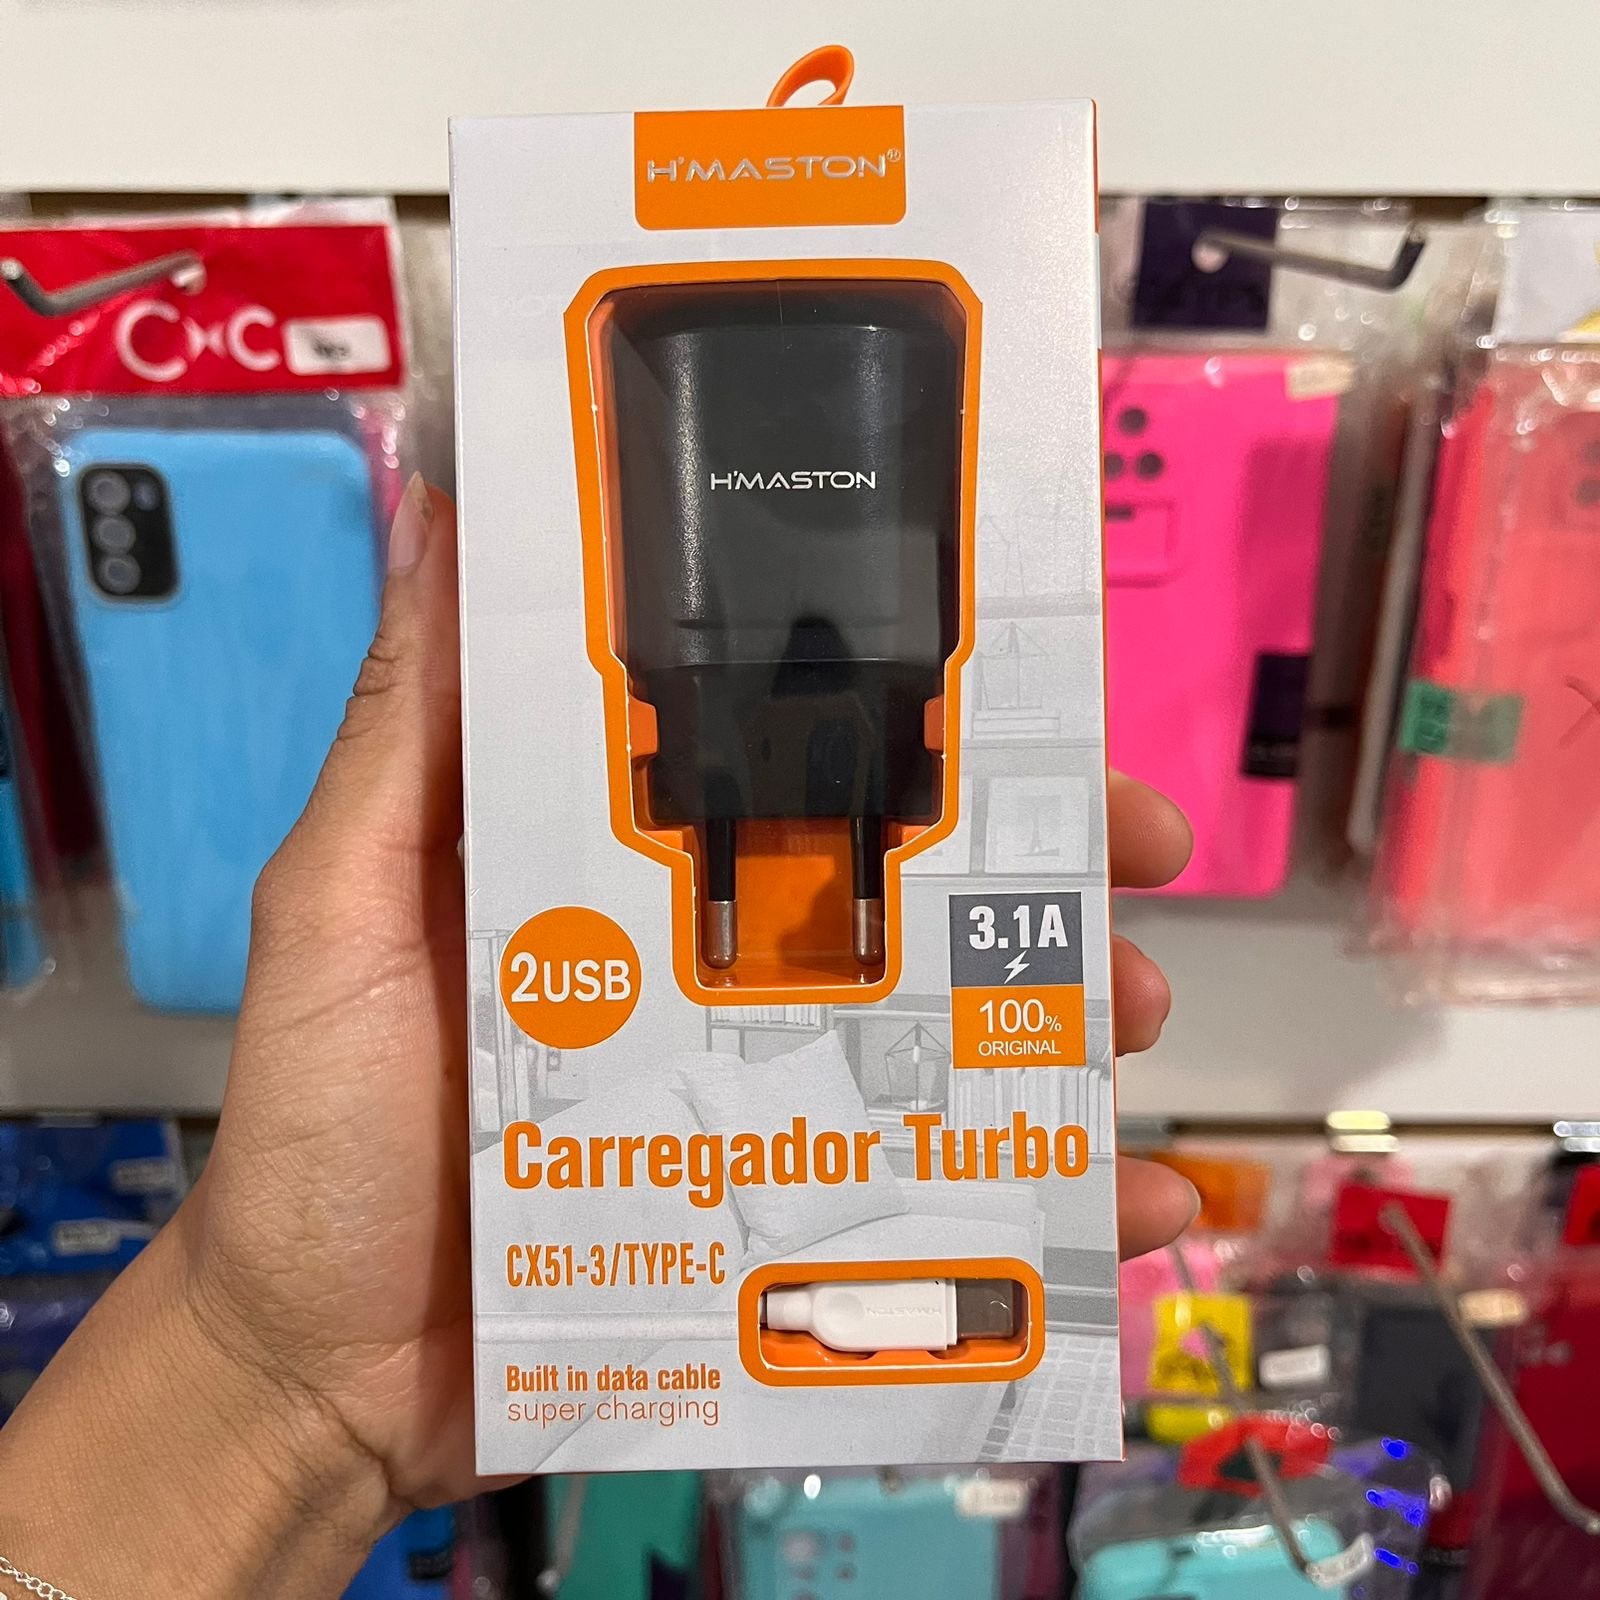 H'MASTON®
CXC
H'MASTON
2USB
3.1A
100%
ORIGINAL
Carregador Turbo
CX51-3/TYPE-C
H'MASTON
Built in data cable
super charging